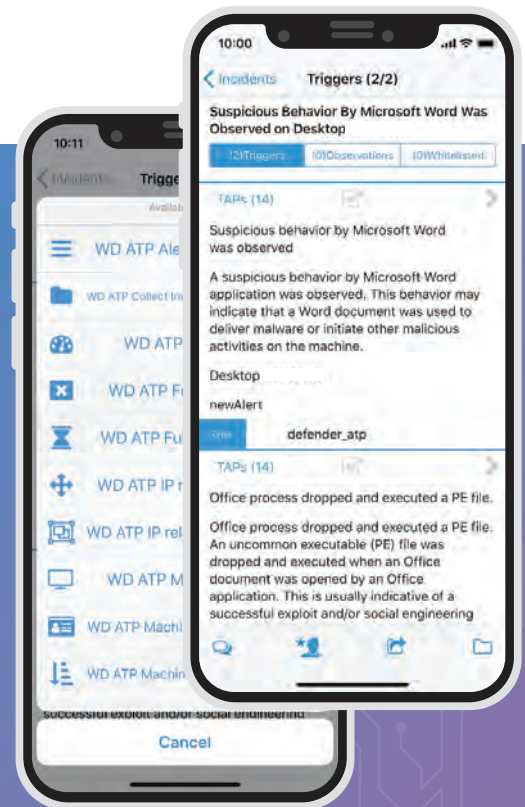 10:00
Incidents
Triggers (2/2)
Suspicious Behavior By Microsoft Word Was
Observed on Desktop
(2)Triggers
(0)Observations
(0)Whitelisted
TAPs (14)
Suspicious behavior by Microsoft Word
was observed
A suspicious behavior by Microsoft Word
application was observed. This behavior may
indicate that a Word document was used to
deliver malware or initiate other malicious
activities on the machine.
Desktop
newAlert
defender_atp
TAPs (14)
Office process dropped and executed a PE file.
Office process dropped and executed a PE file.
An uncommon executable (PE) file was
dropped and executed when an Office
document was opened by an Office
application. This is usually indicative of a
successful exploit and/or social engineering
10:11
Incidents
Trigge
Availab
WD ATP Ale
WD ATP Collect Inv
WD ATP
WD ATP F
WD ATP Fu
WD ATP IP r
WD ATP IP rel
WD ATP M
WD ATP Machi
WD ATP Machin
successful exploit and/or social engineering
Cancel